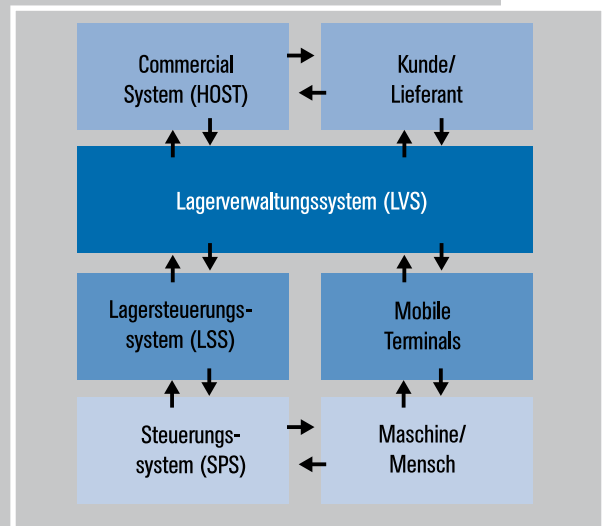 Commercial
System (HOST)
Kunde/
Lieferant
Lagerverwaltungssystem (LVS)
Lagersteuerungs-
system (LSS)
Mobile
Terminals
Steuerungs-
system (SPS)
Maschine/
Mensch